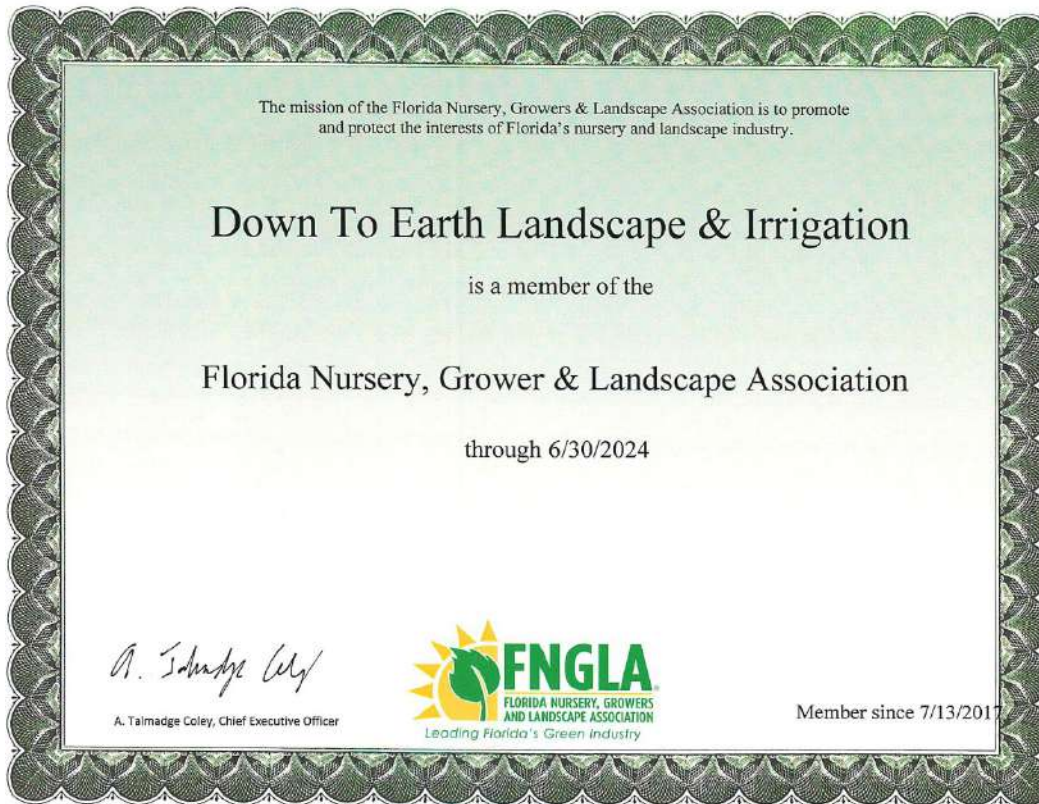 The mission of the Florida Nursery, Growers & Landscape Association is to promote
and protect the interests of Florida's nursery and landscape industry.
Down To Earth Landscape & Irrigation
is a member of the
Florida Nursery, Grower & Landscape Association
through 6/30/2024
A. Talmadge Coley
A. Talmadge Coley, Chief Executive Officer
FNGLA
FLORIDA NURSERY, GROWERS
AND LANDSCAPE ASSOCIATION
Leading Florida's Green Industry
Member since 7/13/2017